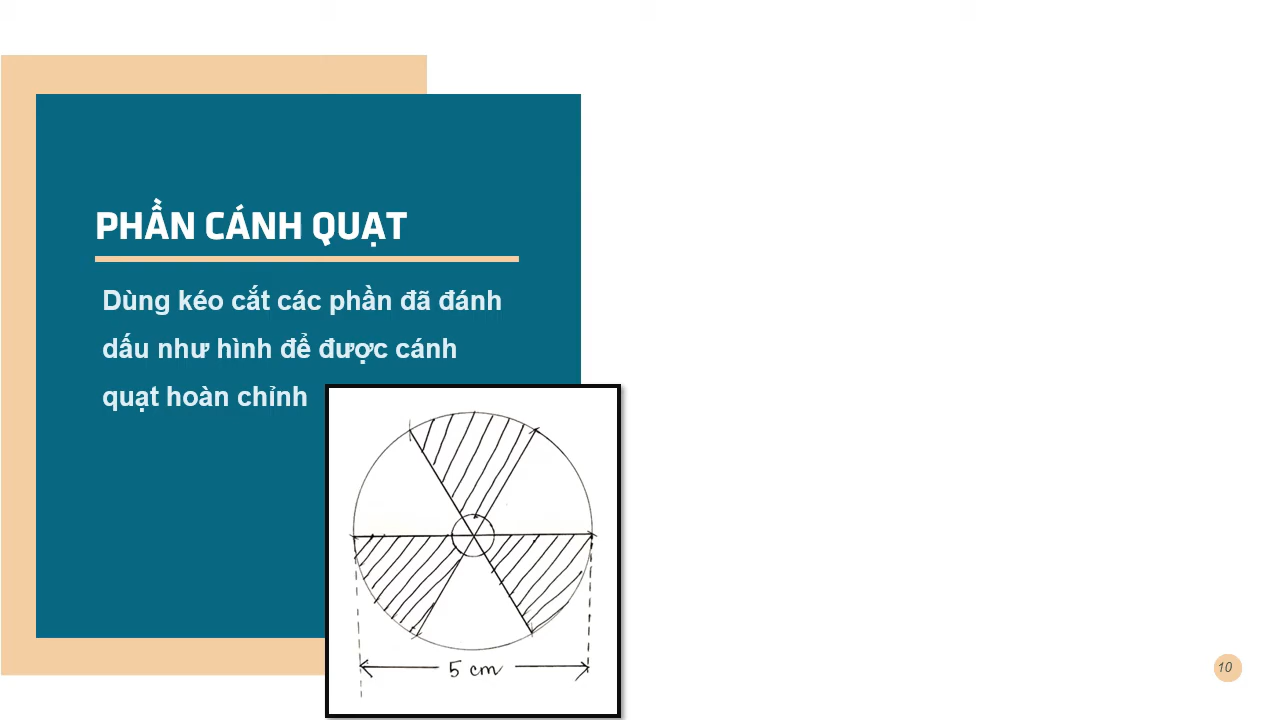 PHẦN CÁNH QUẠT
Dùng kéo cắt các phần đã đánh
dấu như hình để được cánh
quạt hoàn chỉnh
5 cm
10